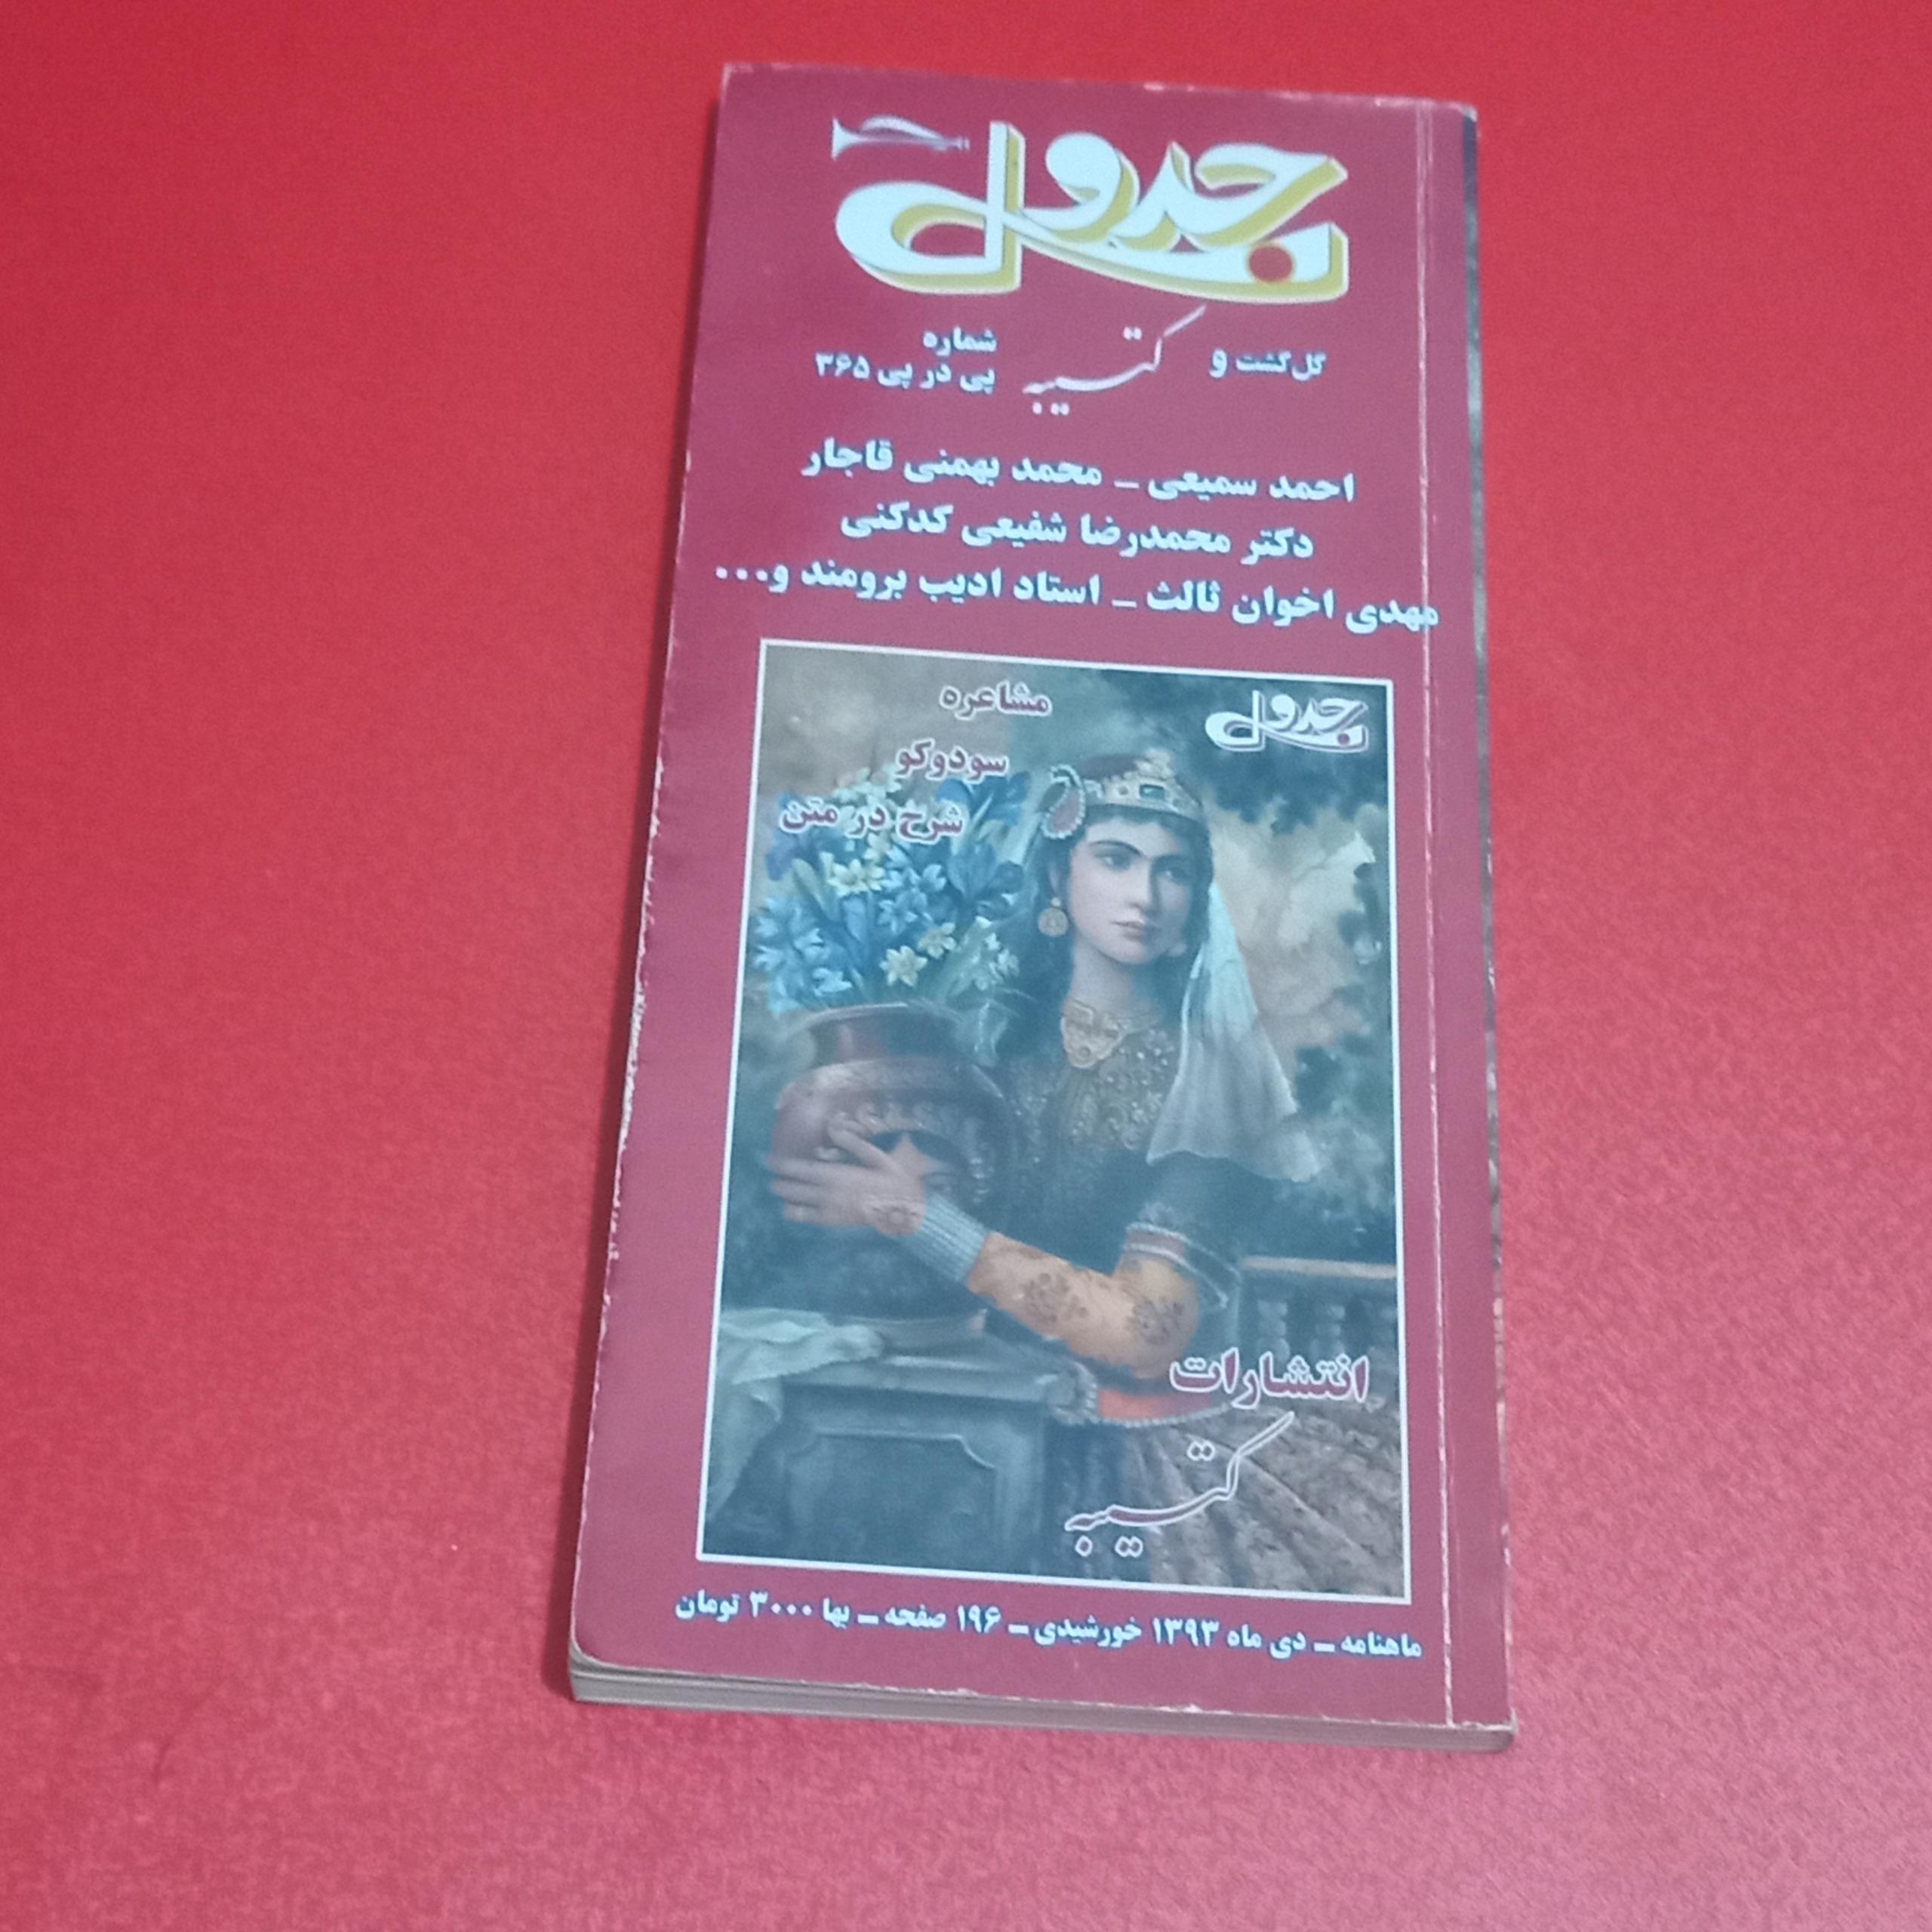 جدول
گل‌گشت و کتیبه شماره
پی در پی ۳۶۵
احمد سمیعی ـ محمد بهمنی قاجار
دکتر محمدرضا شفیعی کدکنی
مهدی اخوان ثالث ـ استاد ادیب برومند و...
جدول
مشاعره
سودوکو
شرح در متن
انتشارات
کتیبه
ماهنامه ـ دی ماه ۱۳۹۳ خورشیدی ـ ۱۹۶ صفحه ـ بها ۳۰۰۰ تومان